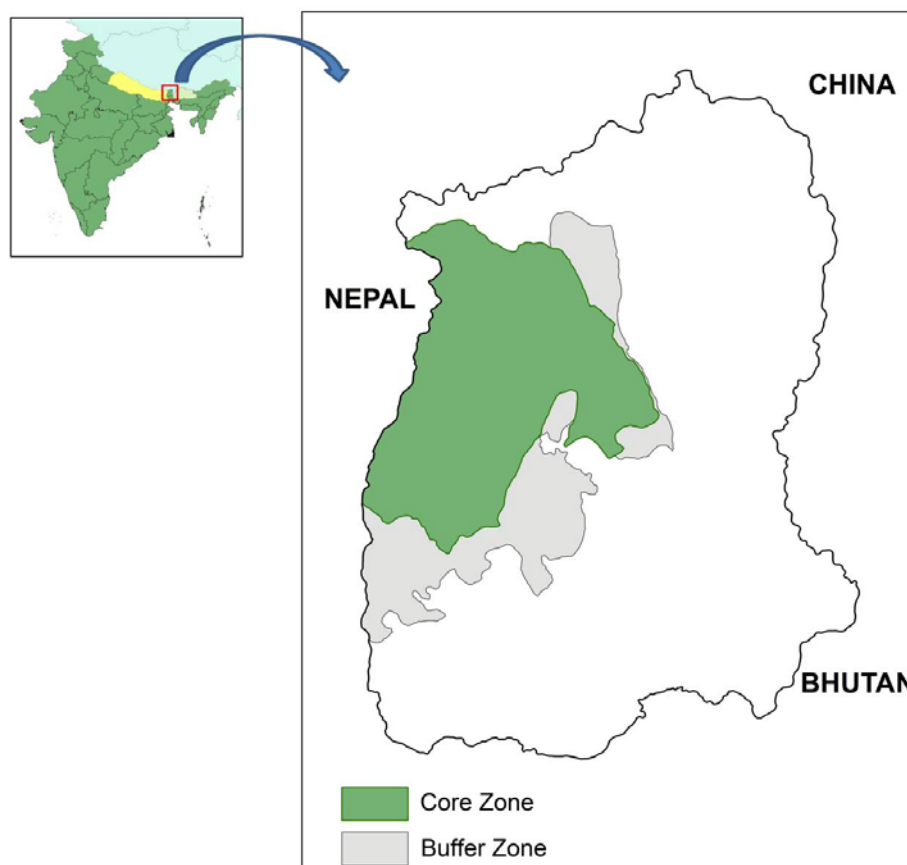 CHINA
NEPAL
BHUTAN
Core Zone
Buffer Zone